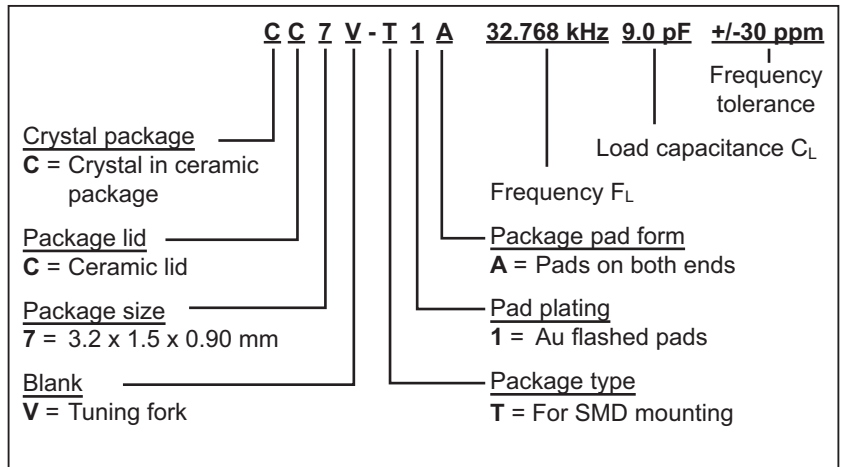 C C 7 V - T 1 A 32.768 kHz 9.0 pF +/-30 ppm
Frequency
tolerance
Load capacitance CL
Frequency FL
Crystal package
C = Crystal in ceramic
package
Package lid
C = Ceramic lid
Package size
7 = 3.2 x 1.5 x 0.90 mm
Blank
V = Tuning fork
Package pad form
A = Pads on both ends
Pad plating
1 = Au flashed pads
Package type
T = For SMD mounting